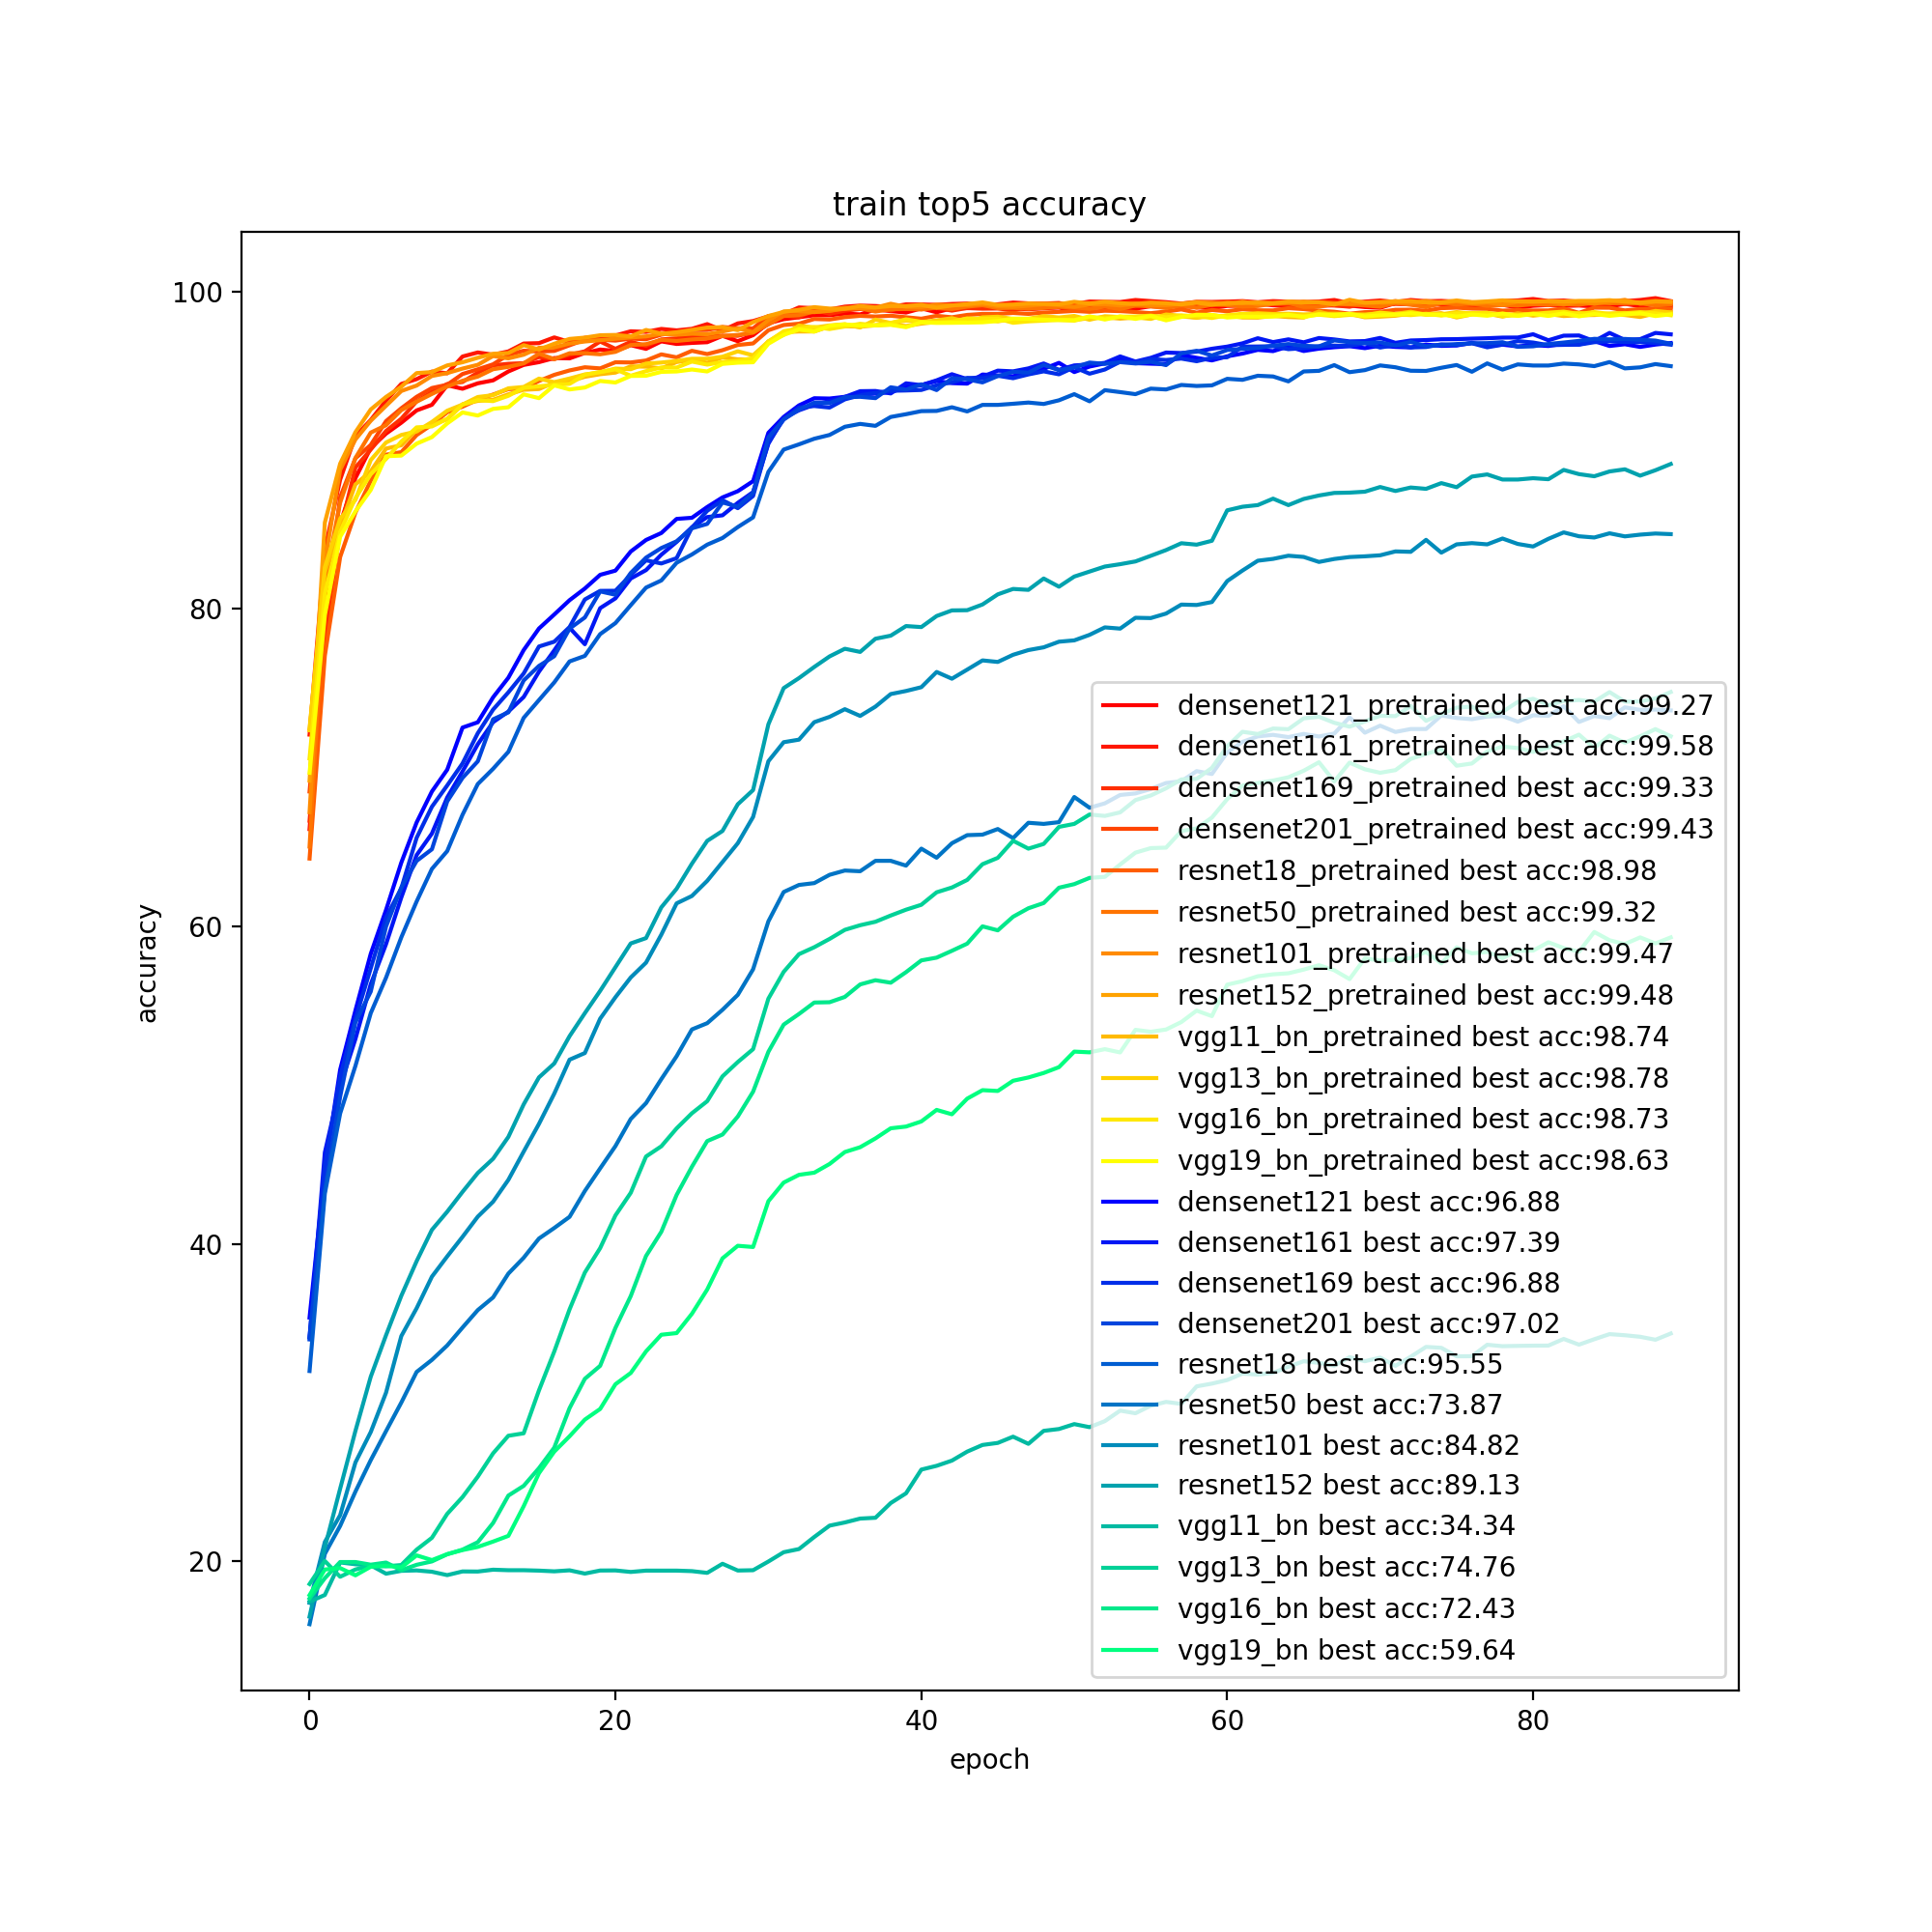 train top5 accuracy
100
80
60
40
20
accuracy
densenet121_pretrained best acc:99.27
densenet161_pretrained best acc:99.58
densenet169_pretrained best acc:99.33
densenet201_pretrained best acc:99.43
resnet18_pretrained best acc:98.98
resnet50_pretrained best acc:99.32
resnet101_pretrained best acc:99.47
resnet152_pretrained best acc:99.48
vgg11_bn_pretrained best acc:98.74
vgg13_bn_pretrained best acc:98.78
vgg16_bn_pretrained best acc:98.73
vgg19_bn_pretrained best acc:98.63
densenet121 best acc:96.88
densenet161 best acc:97.39
densenet169 best acc:96.88
densenet201 best acc:97.02
resnet18 best acc:95.55
resnet50 best acc:73.87
resnet101 best acc:84.82
resnet152 best acc:89.13
vgg11_bn best acc:34.34
vgg13_bn best acc:74.76
vgg16_bn best acc:72.43
vgg19_bn best acc:59.64
0 20 40 60 80
epoch